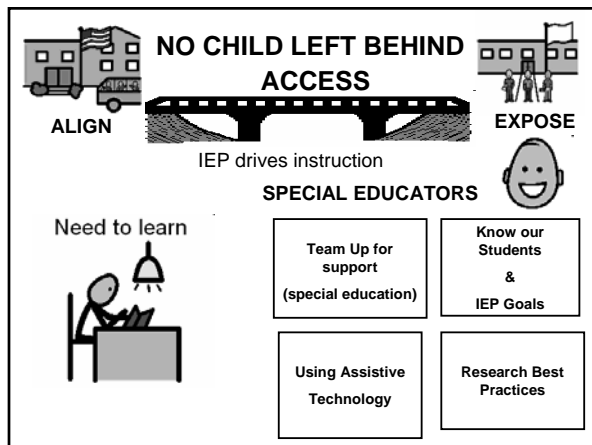 NO CHILD LEFT BEHIND
ACCESS
ALIGN
EXPOSE
IEP drives instruction
SPECIAL EDUCATORS
Need to learn
Team Up for
support
(special education)
Know our
Students
&
IEP Goals
Using Assistive
Technology
Research Best
Practices